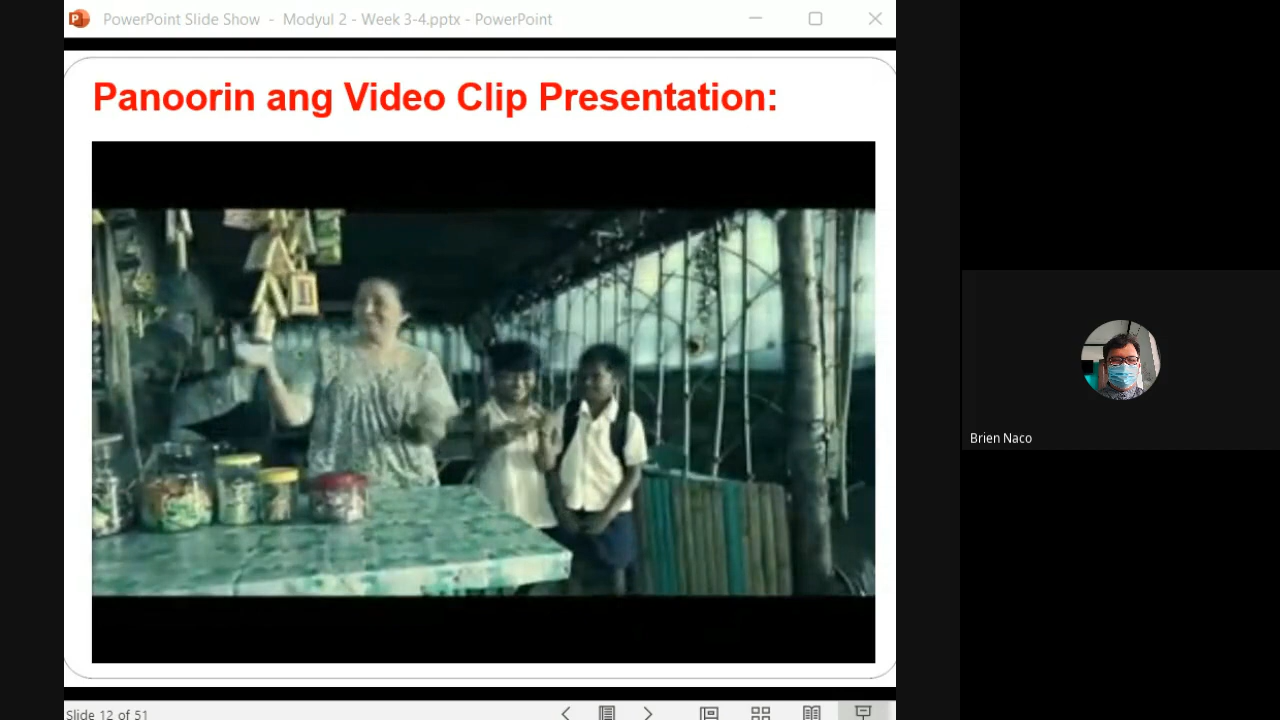 PowerPoint Slide Show - Modyul 2 - Week 3-4.pptx - PowerPoint
Panoorin ang Video Clip Presentation:
Brien Naco
Slide 12 of 51